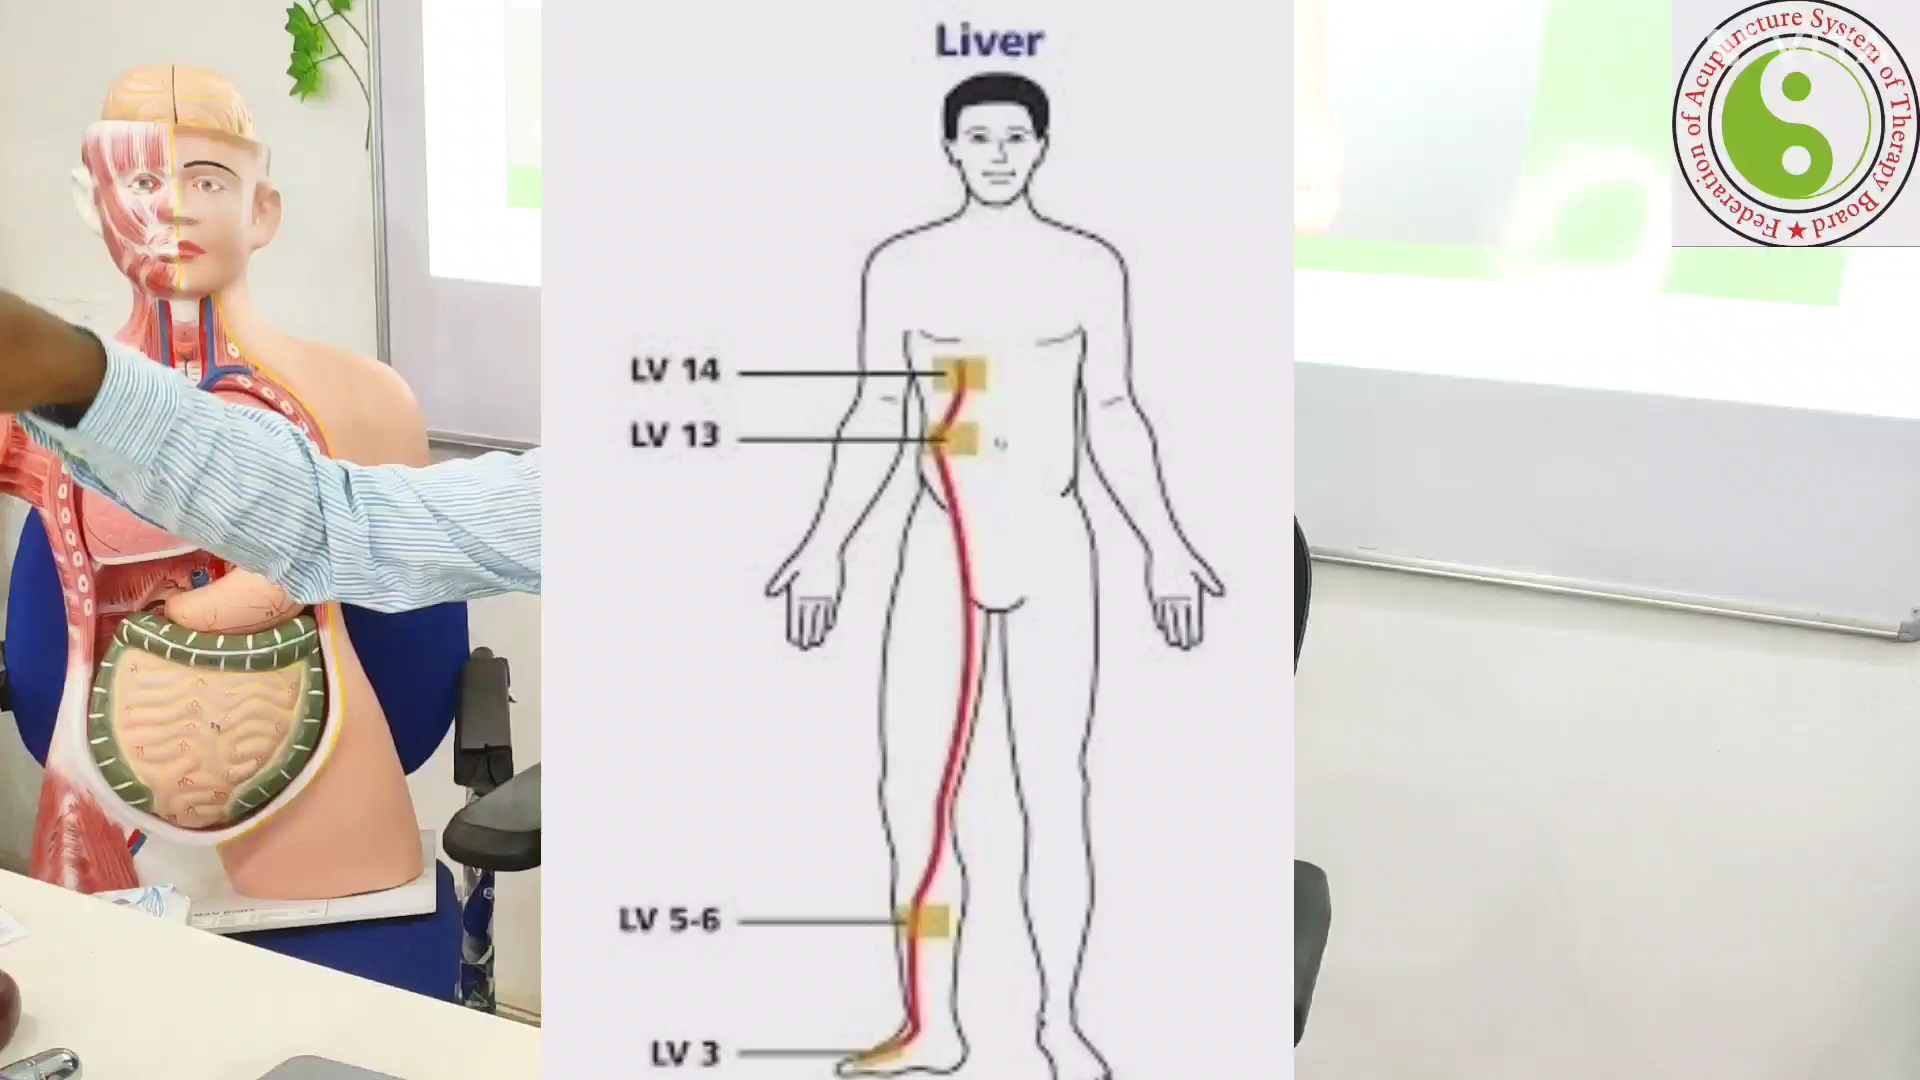 Liver
LV 14
LV 13
LV 5-6
LV 3
Federation of Acupuncture System of Therapy Board ★